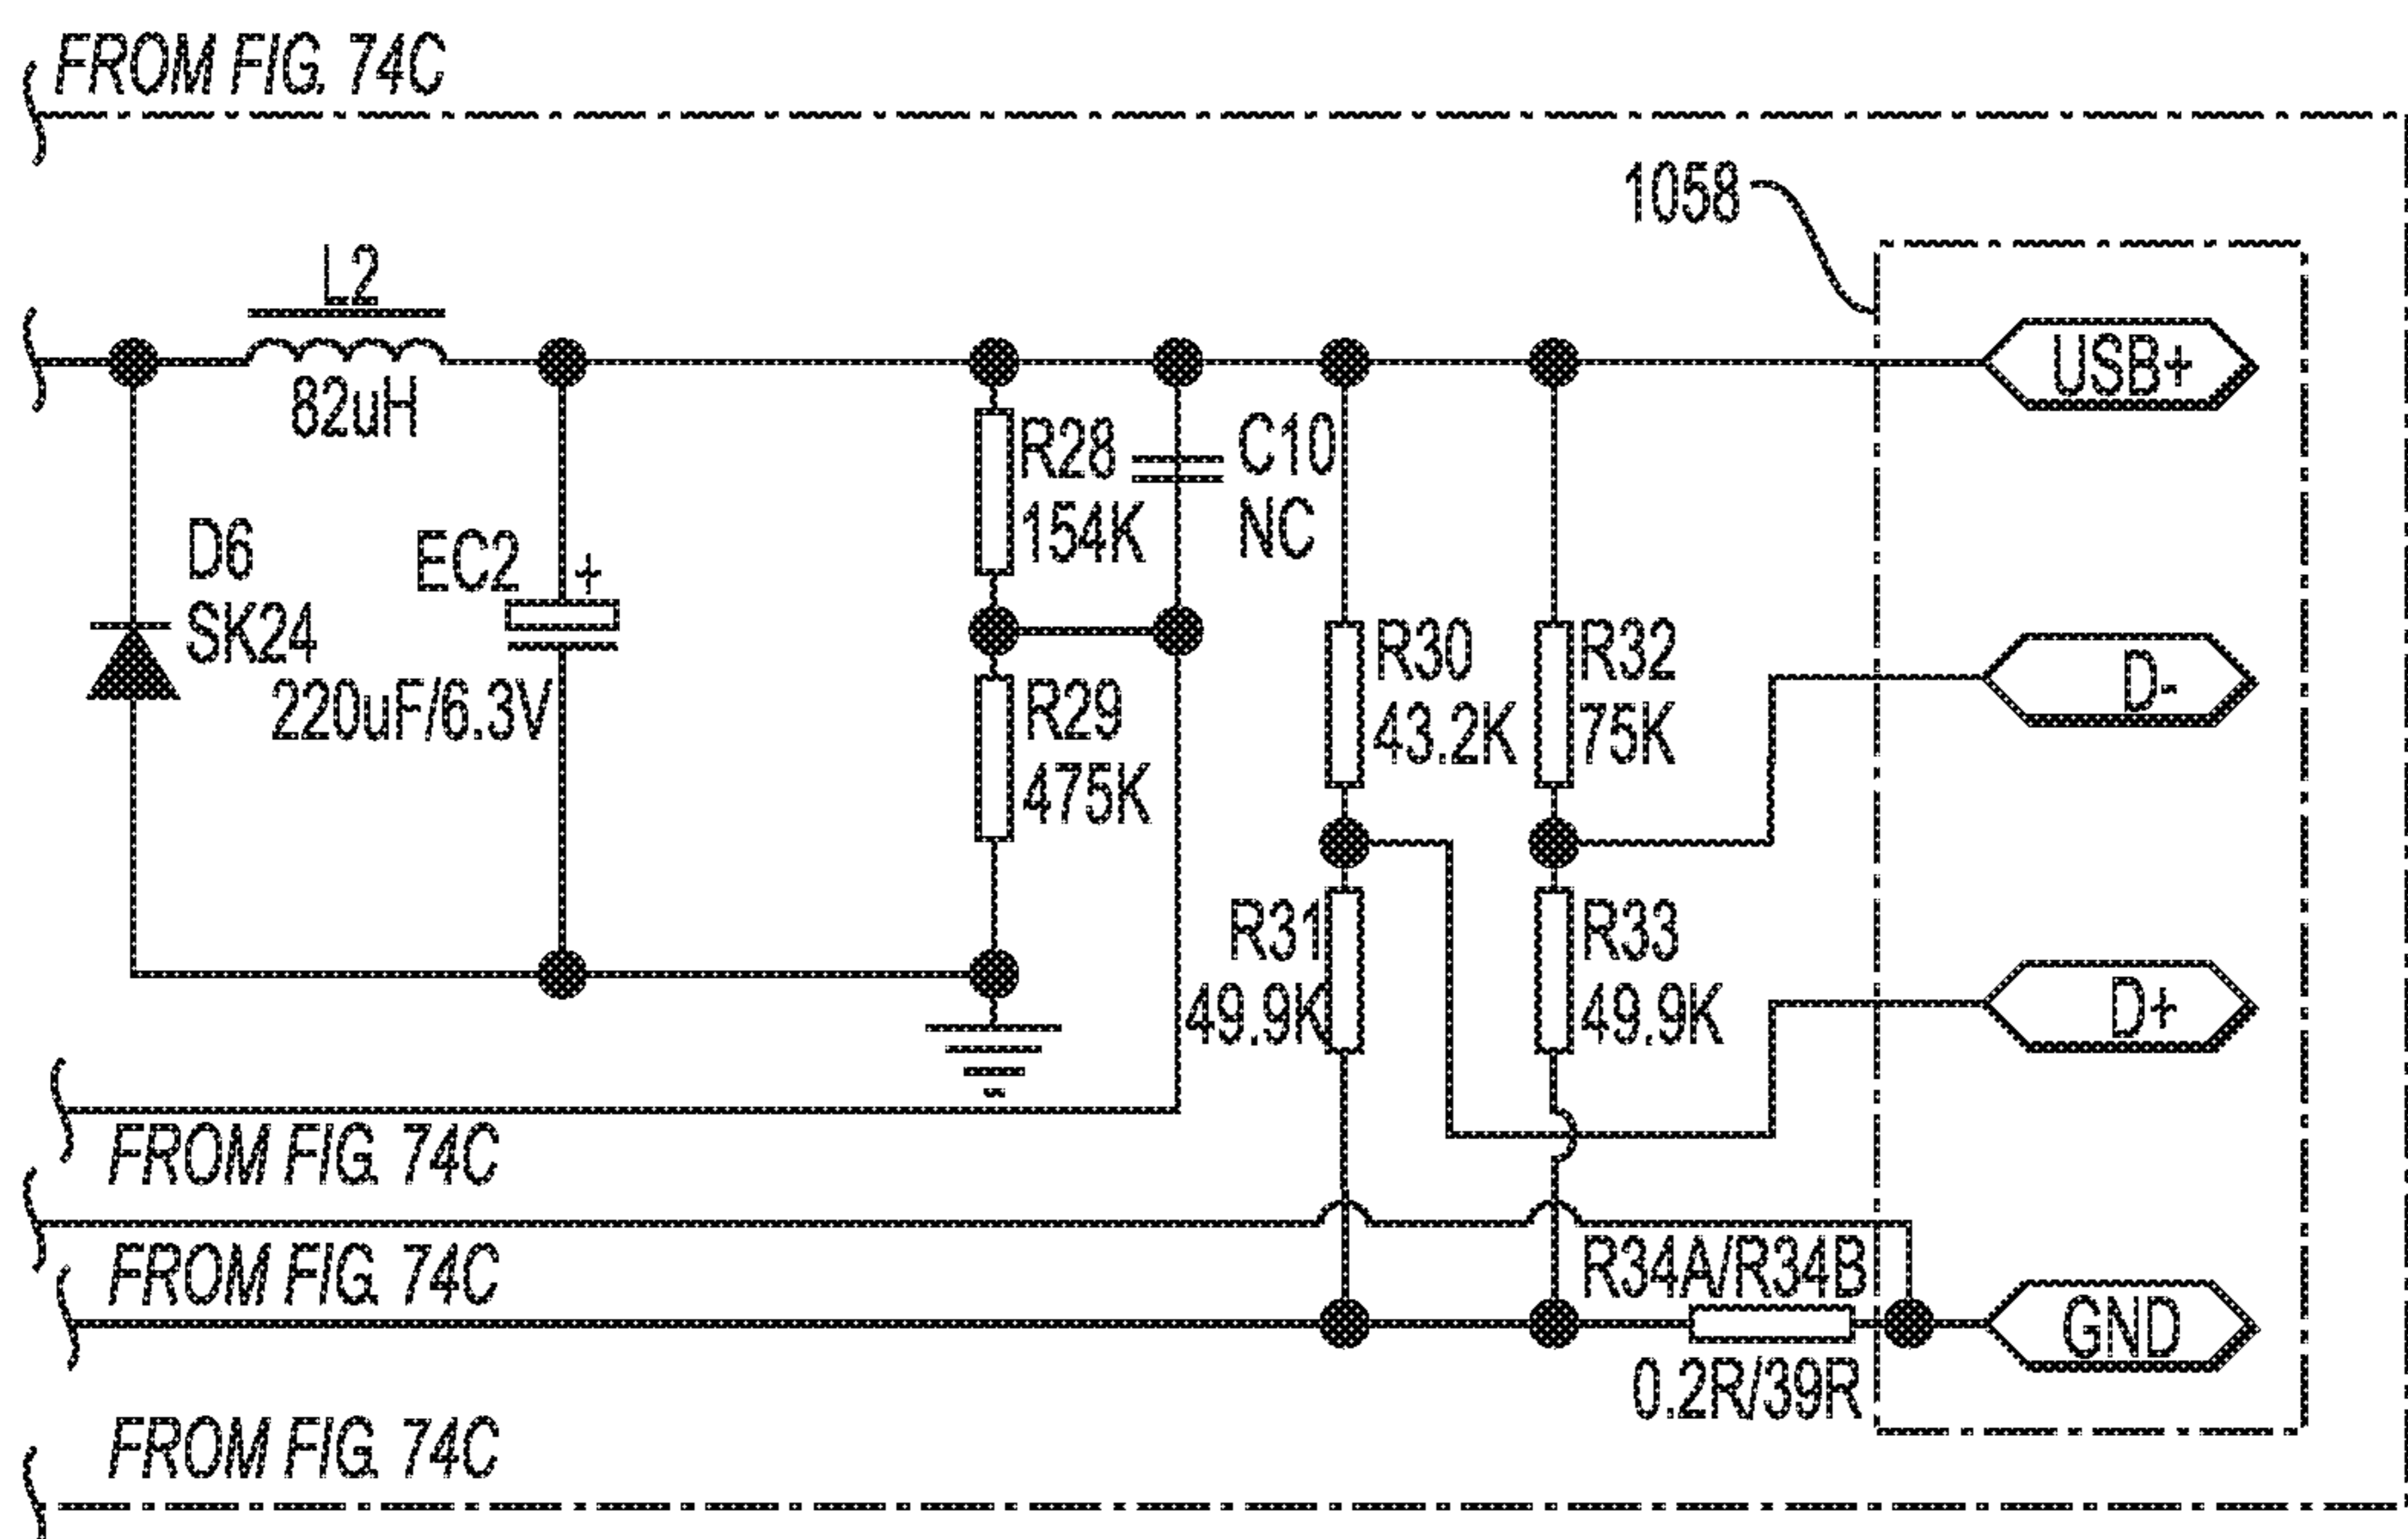 FROM FIG. 74C
1058
L2
82uH
USB+
R28
154K
C10
NC
D6
SK24
EC2
+
220uF/6.3V
R29
475K
R30
43.2K
R32
75K
D-
R31
49.9K
R33
49.9K
D+
FROM FIG. 74C
FROM FIG. 74C
R34A/R34B
0.2R/39R
GND
FROM FIG. 74C